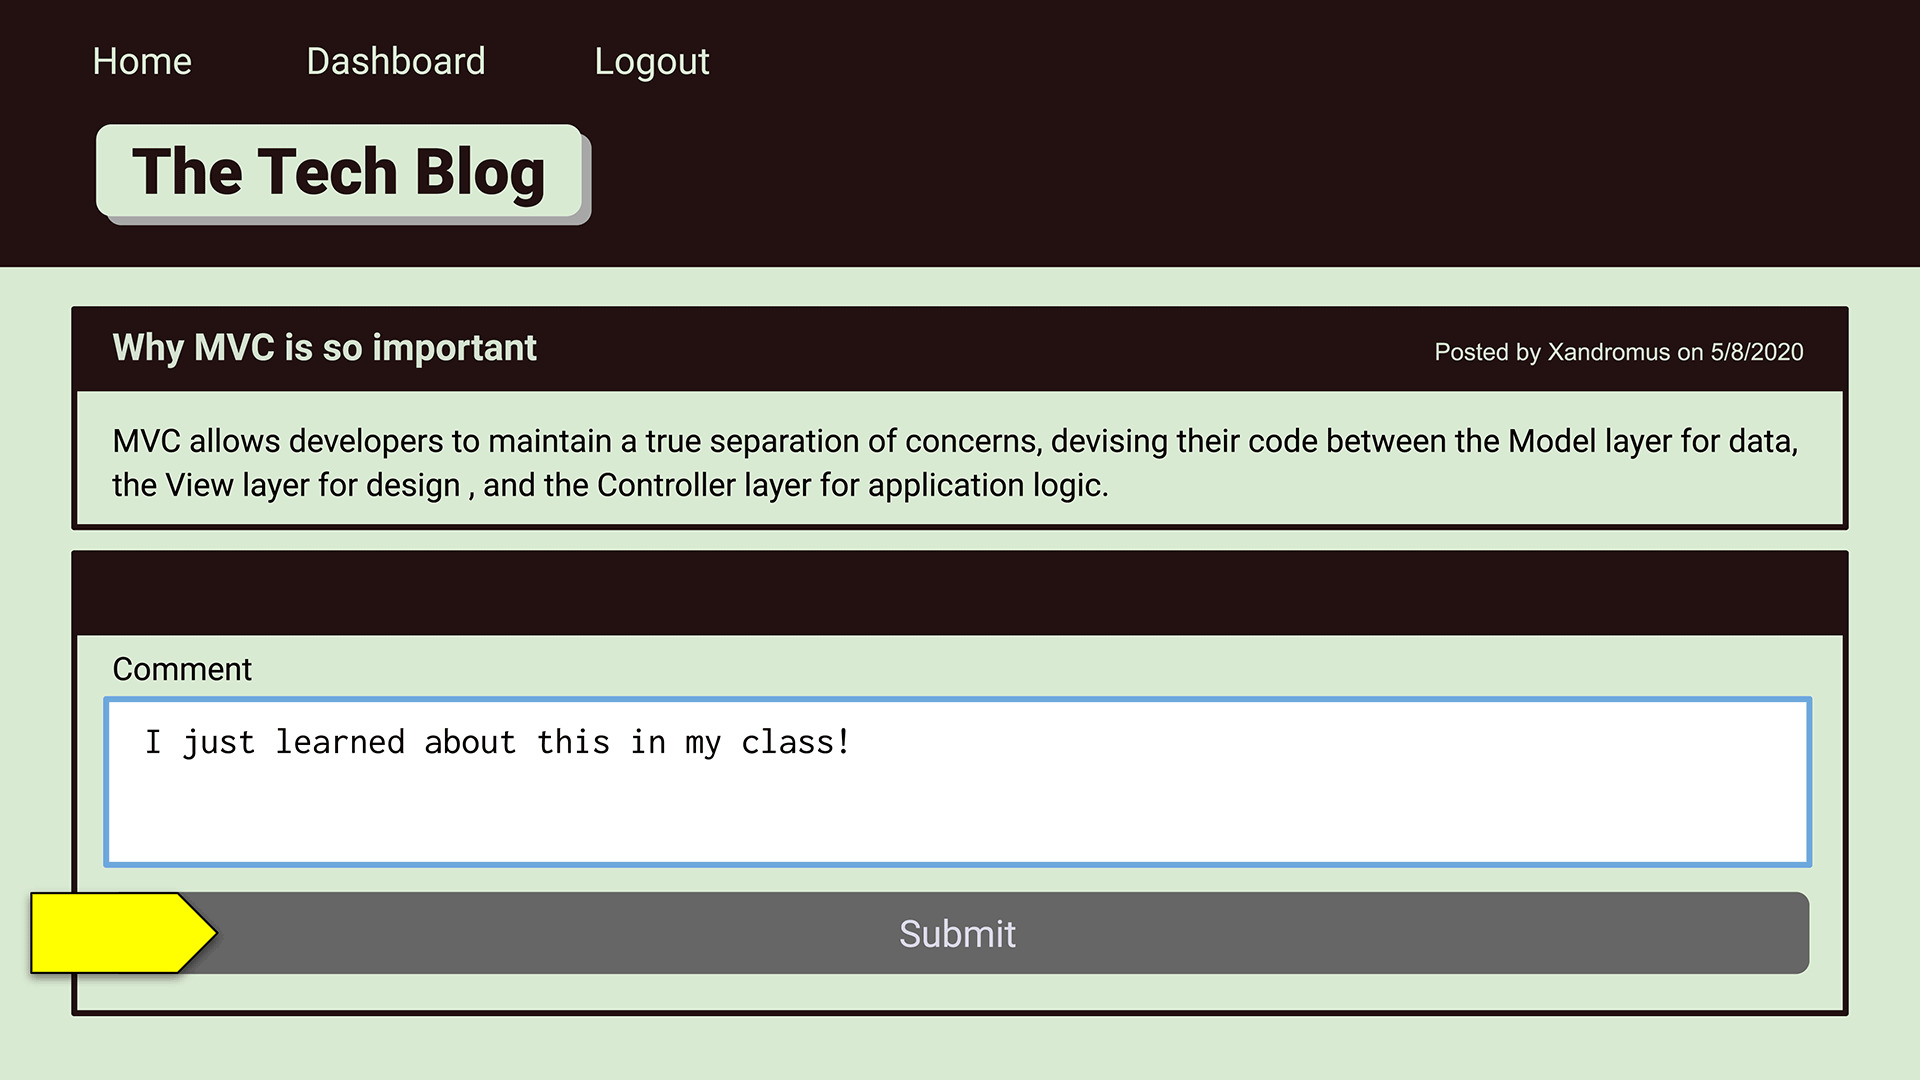 Home Dashboard Logout
The Tech Blog
Why MVC is so important
Posted by Xandromus on 5/8/2020
MVC allows developers to maintain a true separation of concerns, devising their code between the Model layer for data,
the View layer for design , and the Controller layer for application logic.
Comment
I just learned about this in my class!
Submit